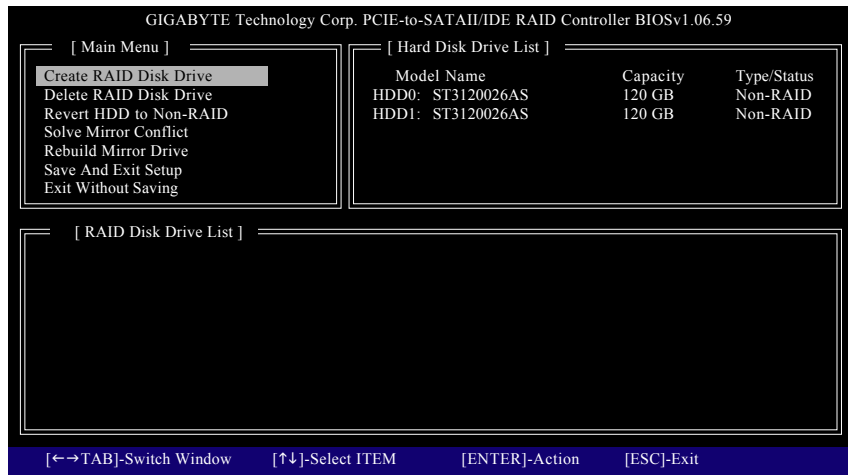 GIGABYTE Technology Corp. PCIE-to-SATAII/IDE RAID Controller BIOSv1.06.59
[ Main Menu ]
Create RAID Disk Drive
Delete RAID Disk Drive
Revert HDD to Non-RAID
Solve Mirror Conflict
Rebuild Mirror Drive
Save And Exit Setup
Exit Without Saving
[ Hard Disk Drive List ]
Model Name Capacity Type/Status
HDD0: ST3120026AS 120 GB Non-RAID
HDD1: ST3120026AS 120 GB Non-RAID
[ RAID Disk Drive List ]
[←→TAB]-Switch Window [↑↓]-Select ITEM [ENTER]-Action [ESC]-Exit